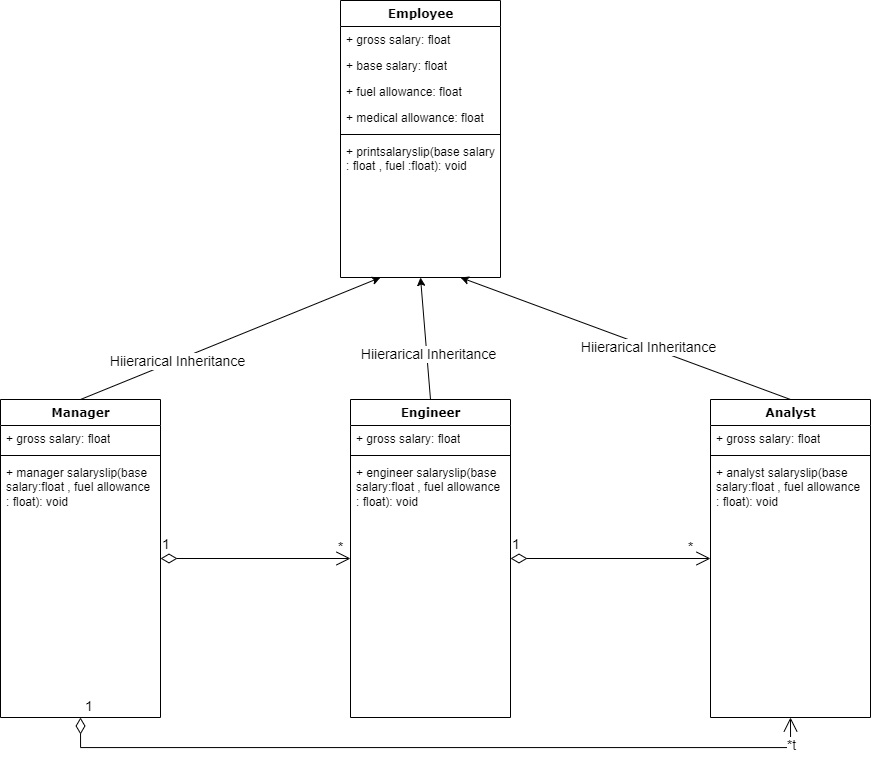 Employee
+ gross salary: float
+ base salary: float
+ fuel allowance: float
+ medical allowance: float
+ printsalaryslip(base salary
: float , fuel :float): void
Hiierarical Inheritance
Hiierarical Inheritance
Hiierarical Inheritance
Manager
+ gross salary: float
+ manager salaryslip(base
salary:float , fuel allowance
: float): void
Engineer
+ gross salary: float
+ engineer salaryslip(base
salary:float , fuel allowance
: float): void
Analyst
+ gross salary: float
+ analyst salaryslip(base
salary:float , fuel allowance
: float): void
1
*
1
*
1
*t